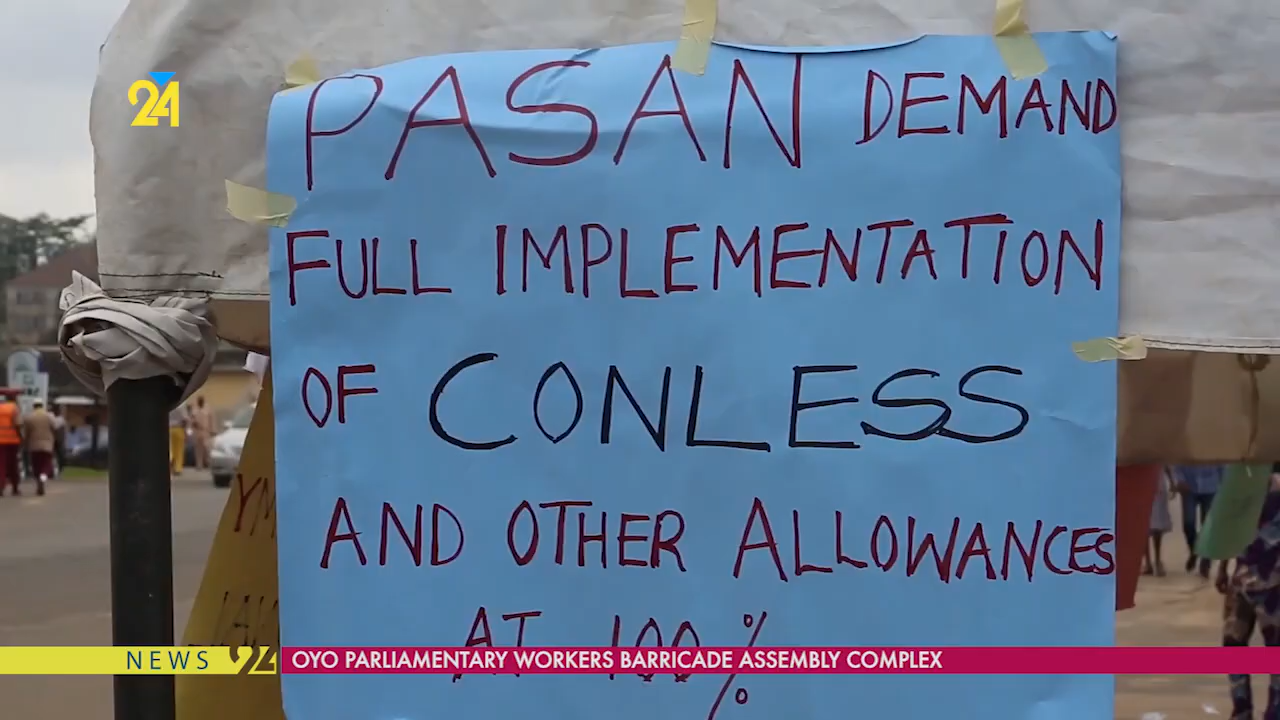 24
PASAN DEMAND
FULL IMPLEMENTATION
OF CONLESS
AND OTHER ALLOWANCES
AT 100%
NEWS 24 OYO PARLIAMENTARY WORKERS BARRICADE ASSEMBLY COMPLEX